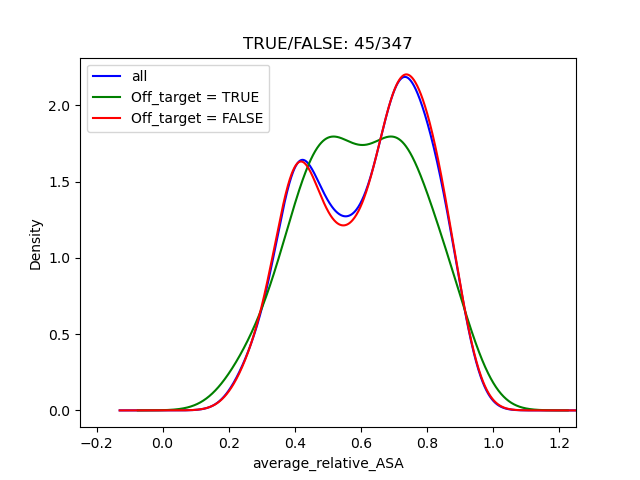 TRUE/FALSE: 45/347
all
Off_target = TRUE
Off_target = FALSE
Density
2.0
1.5
1.0
0.5
0.0
−0.2 0.0 0.2 0.4 0.6 0.8 1.0 1.2
average_relative_ASA